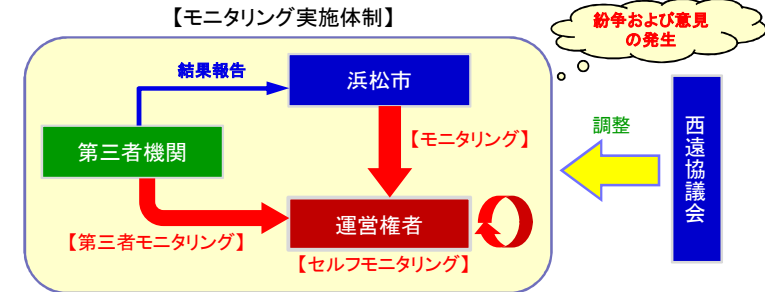 【モニタリング実施体制】
紛争および意見
の発生
結果報告
浜松市
第三者機関
【モニタリング】
調整
西遠協議会
運営権者
【第三者モニタリング】
【セルフモニタリング】